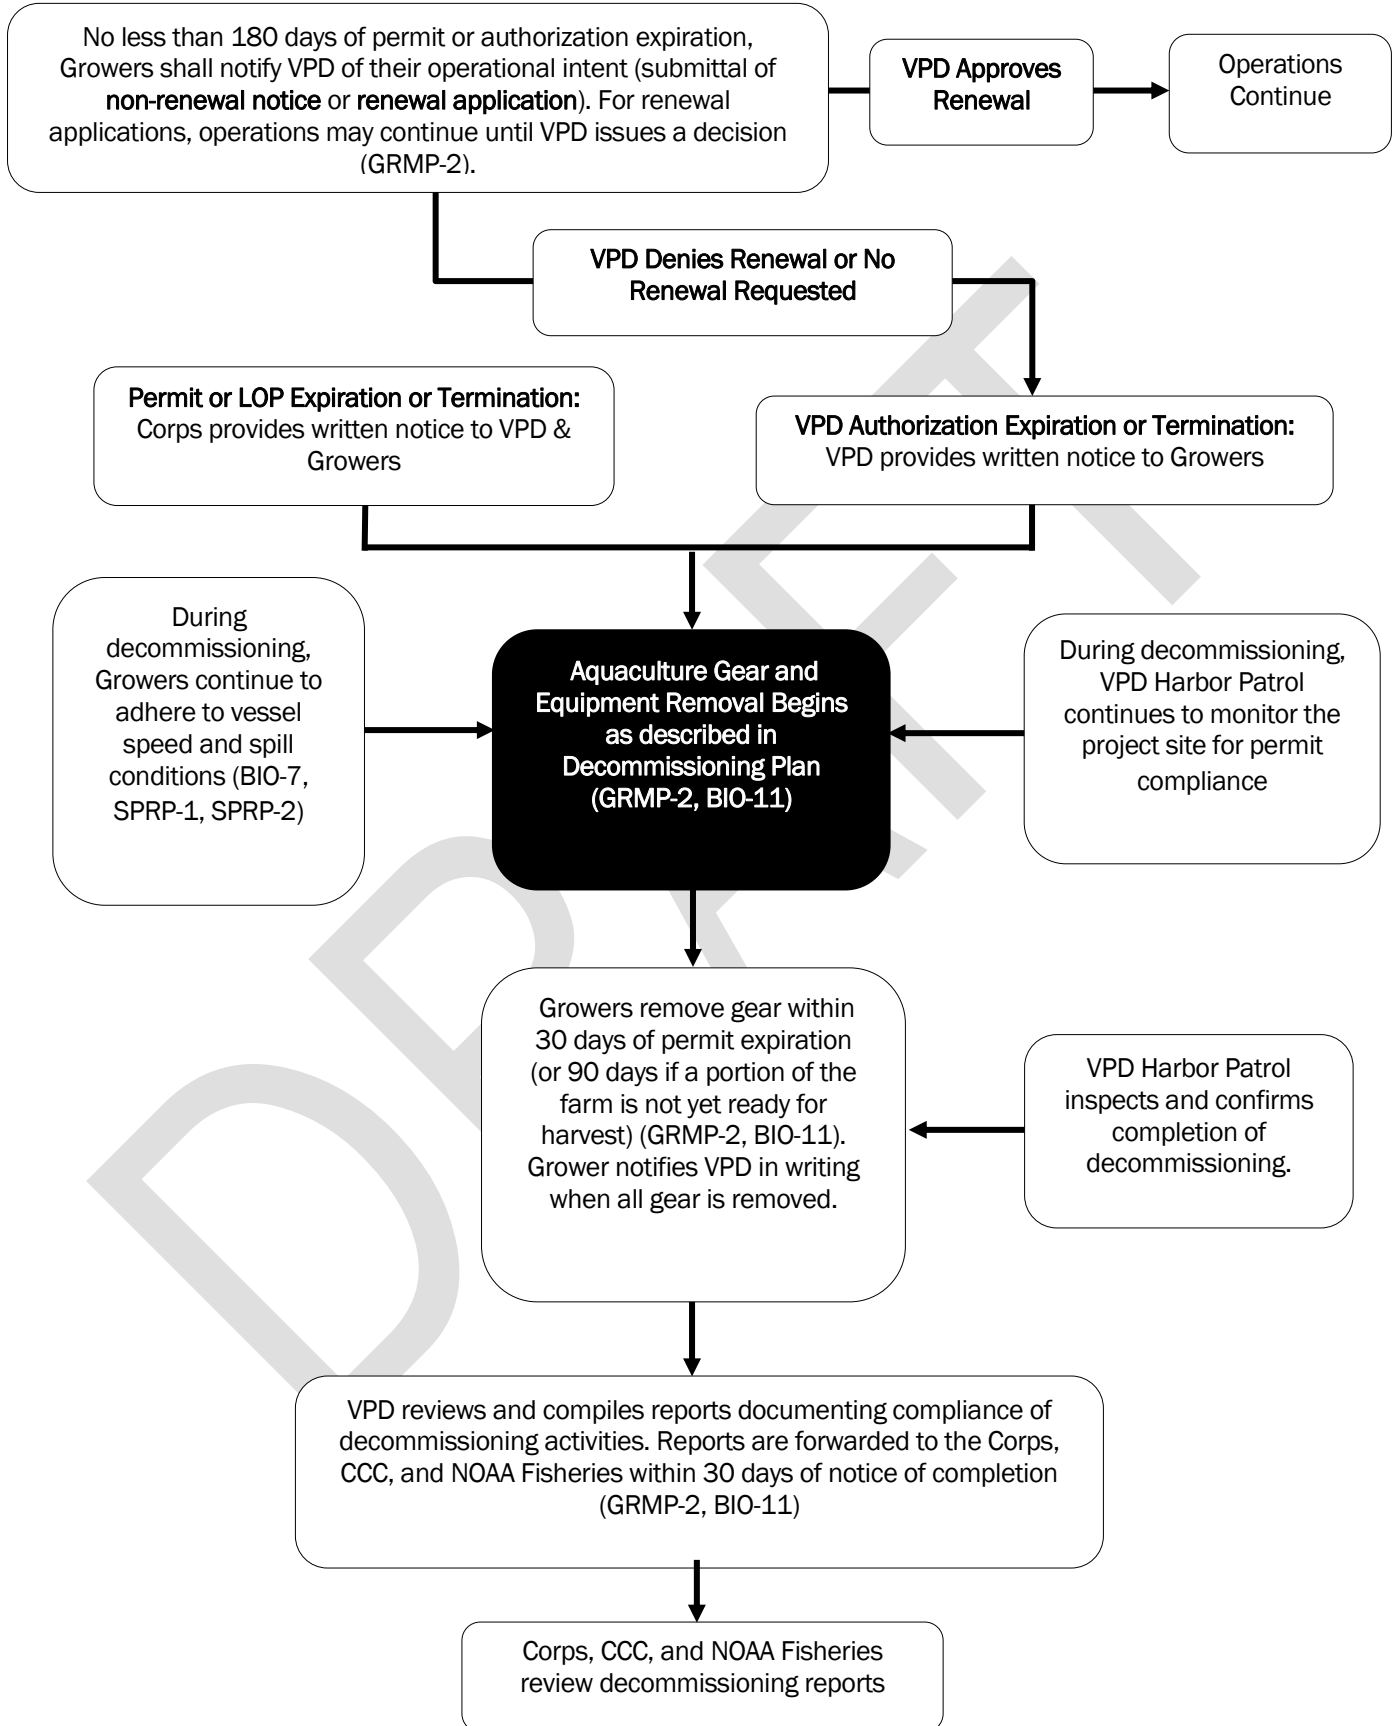 No less than 180 days of permit or authorization expiration,
Growers shall notify VPD of their operational intent (submittal of
non-renewal notice or renewal application). For renewal
applications, operations may continue until VPD issues a decision
(GRMP-2).
VPD Approves
Renewal
Operations
Continue
VPD Denies Renewal or No
Renewal Requested
Permit or LOP Expiration or Termination:
Corps provides written notice to VPD &
Growers
VPD Authorization Expiration or Termination:
VPD provides written notice to Growers
During
decommissioning,
Growers continue to
adhere to vessel
speed and spill
conditions (BIO-7,
SPRP-1, SPRP-2)
Aquaculture Gear and
Equipment Removal Begins
as described in
Decommissioning Plan
(GRMP-2, BIO-11)
During decommissioning,
VPD Harbor Patrol
continues to monitor the
project site for permit
compliance
Growers remove gear within
30 days of permit expiration
(or 90 days if a portion of the
farm is not yet ready for
harvest) (GRMP-2, BIO-11).
Grower notifies VPD in writing
when all gear is removed.
VPD Harbor Patrol
inspects and confirms
completion of
decommissioning.
VPD reviews and compiles reports documenting compliance of
decommissioning activities. Reports are forwarded to the Corps,
CCC, and NOAA Fisheries within 30 days of notice of completion
(GRMP-2, BIO-11)
Corps, CCC, and NOAA Fisheries
review decommissioning reports
DRAFT